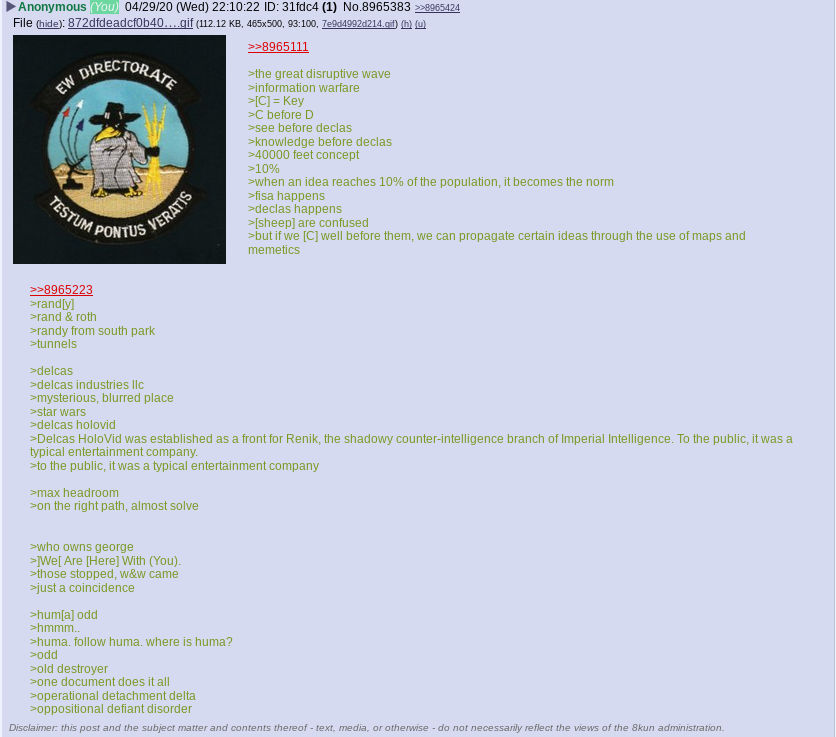 ▶Anonymous (You) 04/29/20 (Wed) 22:10:22 ID: 31fdc4 (1) No.8965383 >>8965424
File (hide): 872dfdeadcf0b40….gif (112.12 KB, 465x500, 93:100, 7e9d4992d214.gif) (h) (u)
EW DIRECTORATE
TESTUM PONTUS VERATIS
>>8965111
>the great disruptive wave
>information warfare
>[C] = Key
>C before D
>see before declas
>knowledge before declas
>40000 feet concept
>10%
>when an idea reaches 10% of the population, it becomes the norm
>fisa happens
>declas happens
>[sheep] are confused
>but if we [C] well before them, we can propagate certain ideas through the use of maps and
memetics
>>8965223
>rand[y]
>rand & roth
>randy from south park
>tunnels
>delcas
>delcas industries llc
>mysterious, blurred place
>star wars
>delcas holovid
>Delcas HoloVid was established as a front for Renik, the shadowy counter-intelligence branch of Imperial Intelligence. To the public, it was a
typical entertainment company.
>to the public, it was a typical entertainment company
>max headroom
>on the right path, almost solve
>who owns george
>]We[ Are [Here] With (You).
>those stopped, w&w came
>just a coincidence
>hum[a] odd
>hmmm..
>huma. follow huma. where is huma?
>odd
>old destroyer
>one document does it all
>operational detachment delta
>oppositional defiant disorder
Disclaimer: this post and the subject matter and contents thereof - text, media, or otherwise - do not necessarily reflect the views of the 8kun administration.